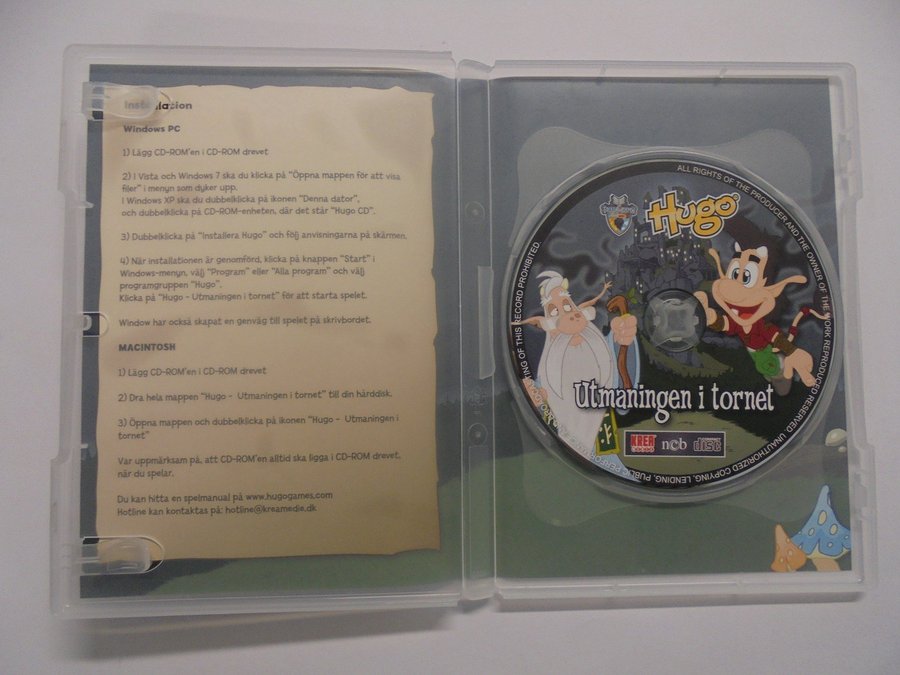 Installation
Windows PC
1) Lägg CD-ROM'en i CD-ROM drevet
2) I Vista och Windows 7 ska du klicka på "Öppna mappen för att visa
filer" i menyn som dyker upp.
I Windows XP ska du dubbelklicka på ikonen "Denna dator",
och dubbelklicka på CD-ROM-enheten, där det står "Hugo CD".
3) Dubbelklicka på "Installera Hugo" och följ anvisningarna på skärmen.
4) När installationen är genomförd, klicka på knappen "Start" i
Windows-menyn, välj "Program" eller "Alla program" och välj
programgruppen "Hugo".
Klicka på "Hugo - Utmaningen i tornet" för att starta spelet.
Window har också skapat en genväg till spelet på skrivbordet.
MACINTOSH
1) Lägg CD-ROM'en i CD-ROM drevet
2) Dra hela mappen "Hugo - Utmaningen i tornet" till din hårddisk.
3) Öppna mappen och dubbelklicka på ikonen "Hugo - Utmaningen i
tornet"
Var uppmärksam på, att CD-ROM'en alltid ska ligga i CD-ROM drevet,
när du spelar.
Du kan hitta en spelmanual på www.hugogames.com
Hotline kan kontaktas på: hotline@kreamedie.dk
ALL RIGHTS OF THE PRODUCER AND THE OWNER OF THE WORK REPRODUCED RESERVED. UNAUTHORIZED COPYING, LENDING, PUBLIC
OF THIS RECORD PROHIBITED
Hugo
Utmaningen i tornet
KREA
ncb
COMPACT
disc